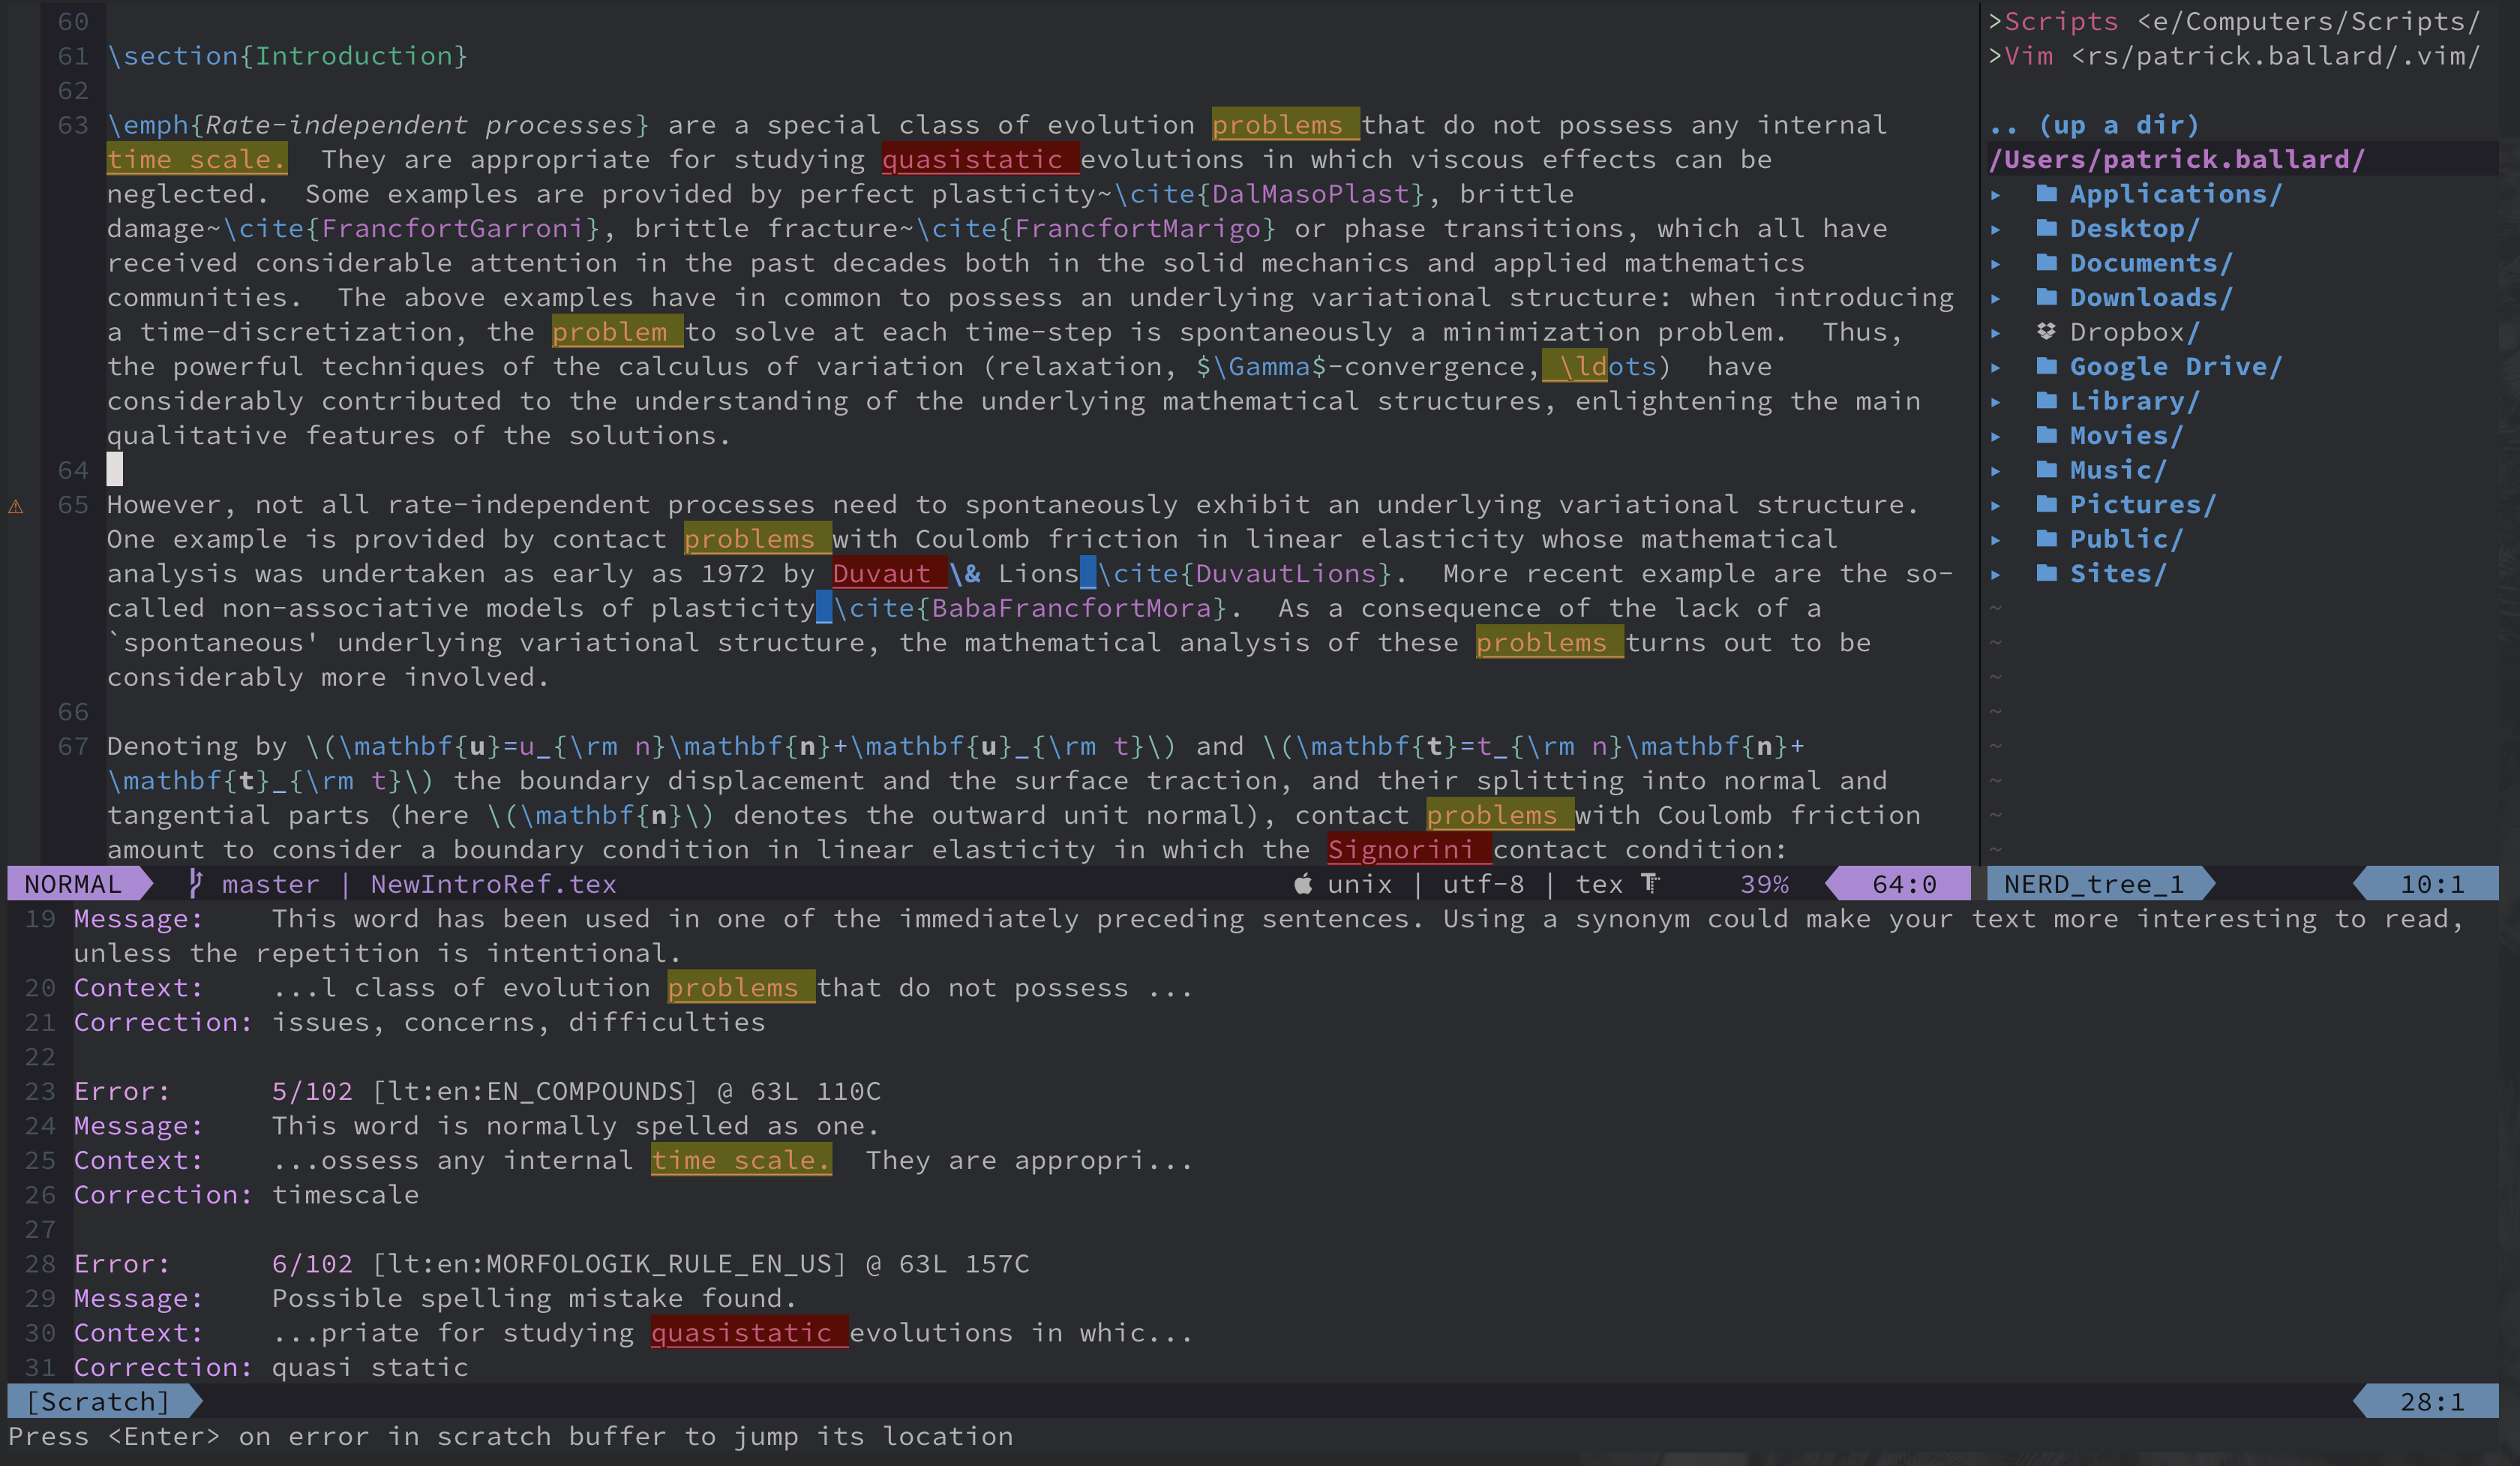 60
61 \section{Introduction}
62
63 \emph{Rate-independent processes} are a special class of evolution problems that do not possess any internal
time scale.  They are appropriate for studying quasistatic evolutions in which viscous effects can be
neglected.  Some examples are provided by perfect plasticity~\cite{DalMasoPlast}, brittle
damage~\cite{FrancfortGarroni}, brittle fracture~\cite{FrancfortMarigo} or phase transitions, which all have
received considerable attention in the past decades both in the solid mechanics and applied mathematics
communities.  The above examples have in common to possess an underlying variational structure: when introducing
a time-discretization, the problem to solve at each time-step is spontaneously a minimization problem.  Thus,
the powerful techniques of the calculus of variation (relaxation, $\Gamma$-convergence, \ldots)  have
considerably contributed to the understanding of the underlying mathematical structures, enlightening the main
qualitative features of the solutions.
64
⚠ 65 However, not all rate-independent processes need to spontaneously exhibit an underlying variational structure.
One example is provided by contact problems with Coulomb friction in linear elasticity whose mathematical
analysis was undertaken as early as 1972 by Duvaut \& Lions \cite{DuvautLions}.  More recent example are the so-
called non-associative models of plasticity \cite{BabaFrancfortMora}.  As a consequence of the lack of a
`spontaneous' underlying variational structure, the mathematical analysis of these problems turns out to be
considerably more involved.
66
67 Denoting by \(\mathbf{u}=u_{\rm n}\mathbf{n}+\mathbf{u}_{\rm t}\) and \(\mathbf{t}=t_{\rm n}\mathbf{n}+
\mathbf{t}_{\rm t}\) the boundary displacement and the surface traction, and their splitting into normal and
tangential parts (here \(\mathbf{n}\) denotes the outward unit normal), contact problems with Coulomb friction
amount to consider a boundary condition in linear elasticity in which the Signorini contact condition:
>Scripts <e/Computers/Scripts/
>Vim <rs/patrick.ballard/.vim/
.. (up a dir)
/Users/patrick.ballard/
▸ Applications/
▸ Desktop/
▸ Documents/
▸ Downloads/
▸ Dropbox/
▸ Google Drive/
▸ Library/
▸ Movies/
▸ Music/
▸ Pictures/
▸ Public/
▸ Sites/
~
~
~
~
~
~
~
~
NORMAL master | NewIntroRef.tex unix | utf-8 | tex 39% 64:0 NERD_tree_1 10:1
19 Message:    This word has been used in one of the immediately preceding sentences. Using a synonym could make your text more interesting to read,
unless the repetition is intentional.
20 Context:    ...l class of evolution problems that do not possess ...
21 Correction: issues, concerns, difficulties
22
23 Error:      5/102 [lt:en:EN_COMPOUNDS] @ 63L 110C
24 Message:    This word is normally spelled as one.
25 Context:    ...ossess any internal time scale.  They are appropri...
26 Correction: timescale
27
28 Error:      6/102 [lt:en:MORFOLOGIK_RULE_EN_US] @ 63L 157C
29 Message:    Possible spelling mistake found.
30 Context:    ...priate for studying quasistatic evolutions in whic...
31 Correction: quasi static
[Scratch] 28:1
Press <Enter> on error in scratch buffer to jump its location